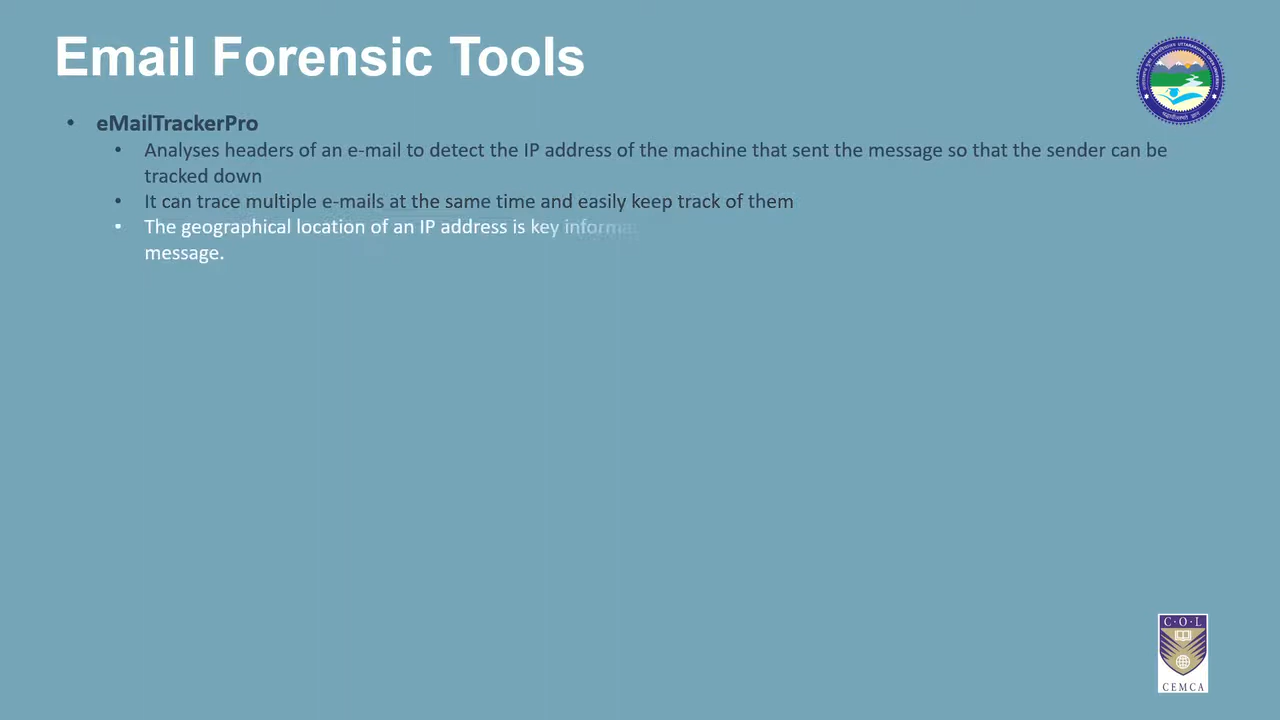 Email Forensic Tools
• eMailTrackerPro
• Analyses headers of an e-mail to detect the IP address of the machine that sent the message so that the sender can be
tracked down
• It can trace multiple e-mails at the same time and easily keep track of them
• The geographical location of an IP address is key
message.
C·O·L
CEMCA